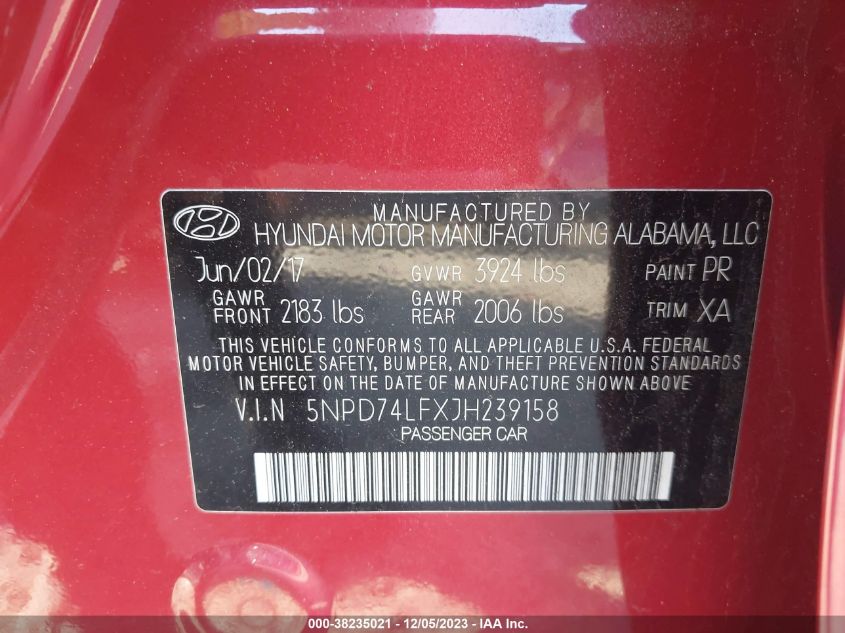 MANUFACTURED BY
HYUNDAI MOTOR MANUFACTURING ALABAMA, LLC
Jun/02/17 GVWR 3924 lbs PAINT PR
GAWR FRONT 2183 lbs GAWR REAR 2006 lbs TRIM XA
THIS VEHICLE CONFORMS TO ALL APPLICABLE U.S.A. FEDERAL
MOTOR VEHICLE SAFETY, BUMPER, AND THEFT PREVENTION STANDARDS
IN EFFECT ON THE DATE OF MANUFACTURE SHOWN ABOVE
V.I.N 5NPD74LFXJH239158
PASSENGER CAR
000-38235021 - 12/05/2023 - IAA Inc.